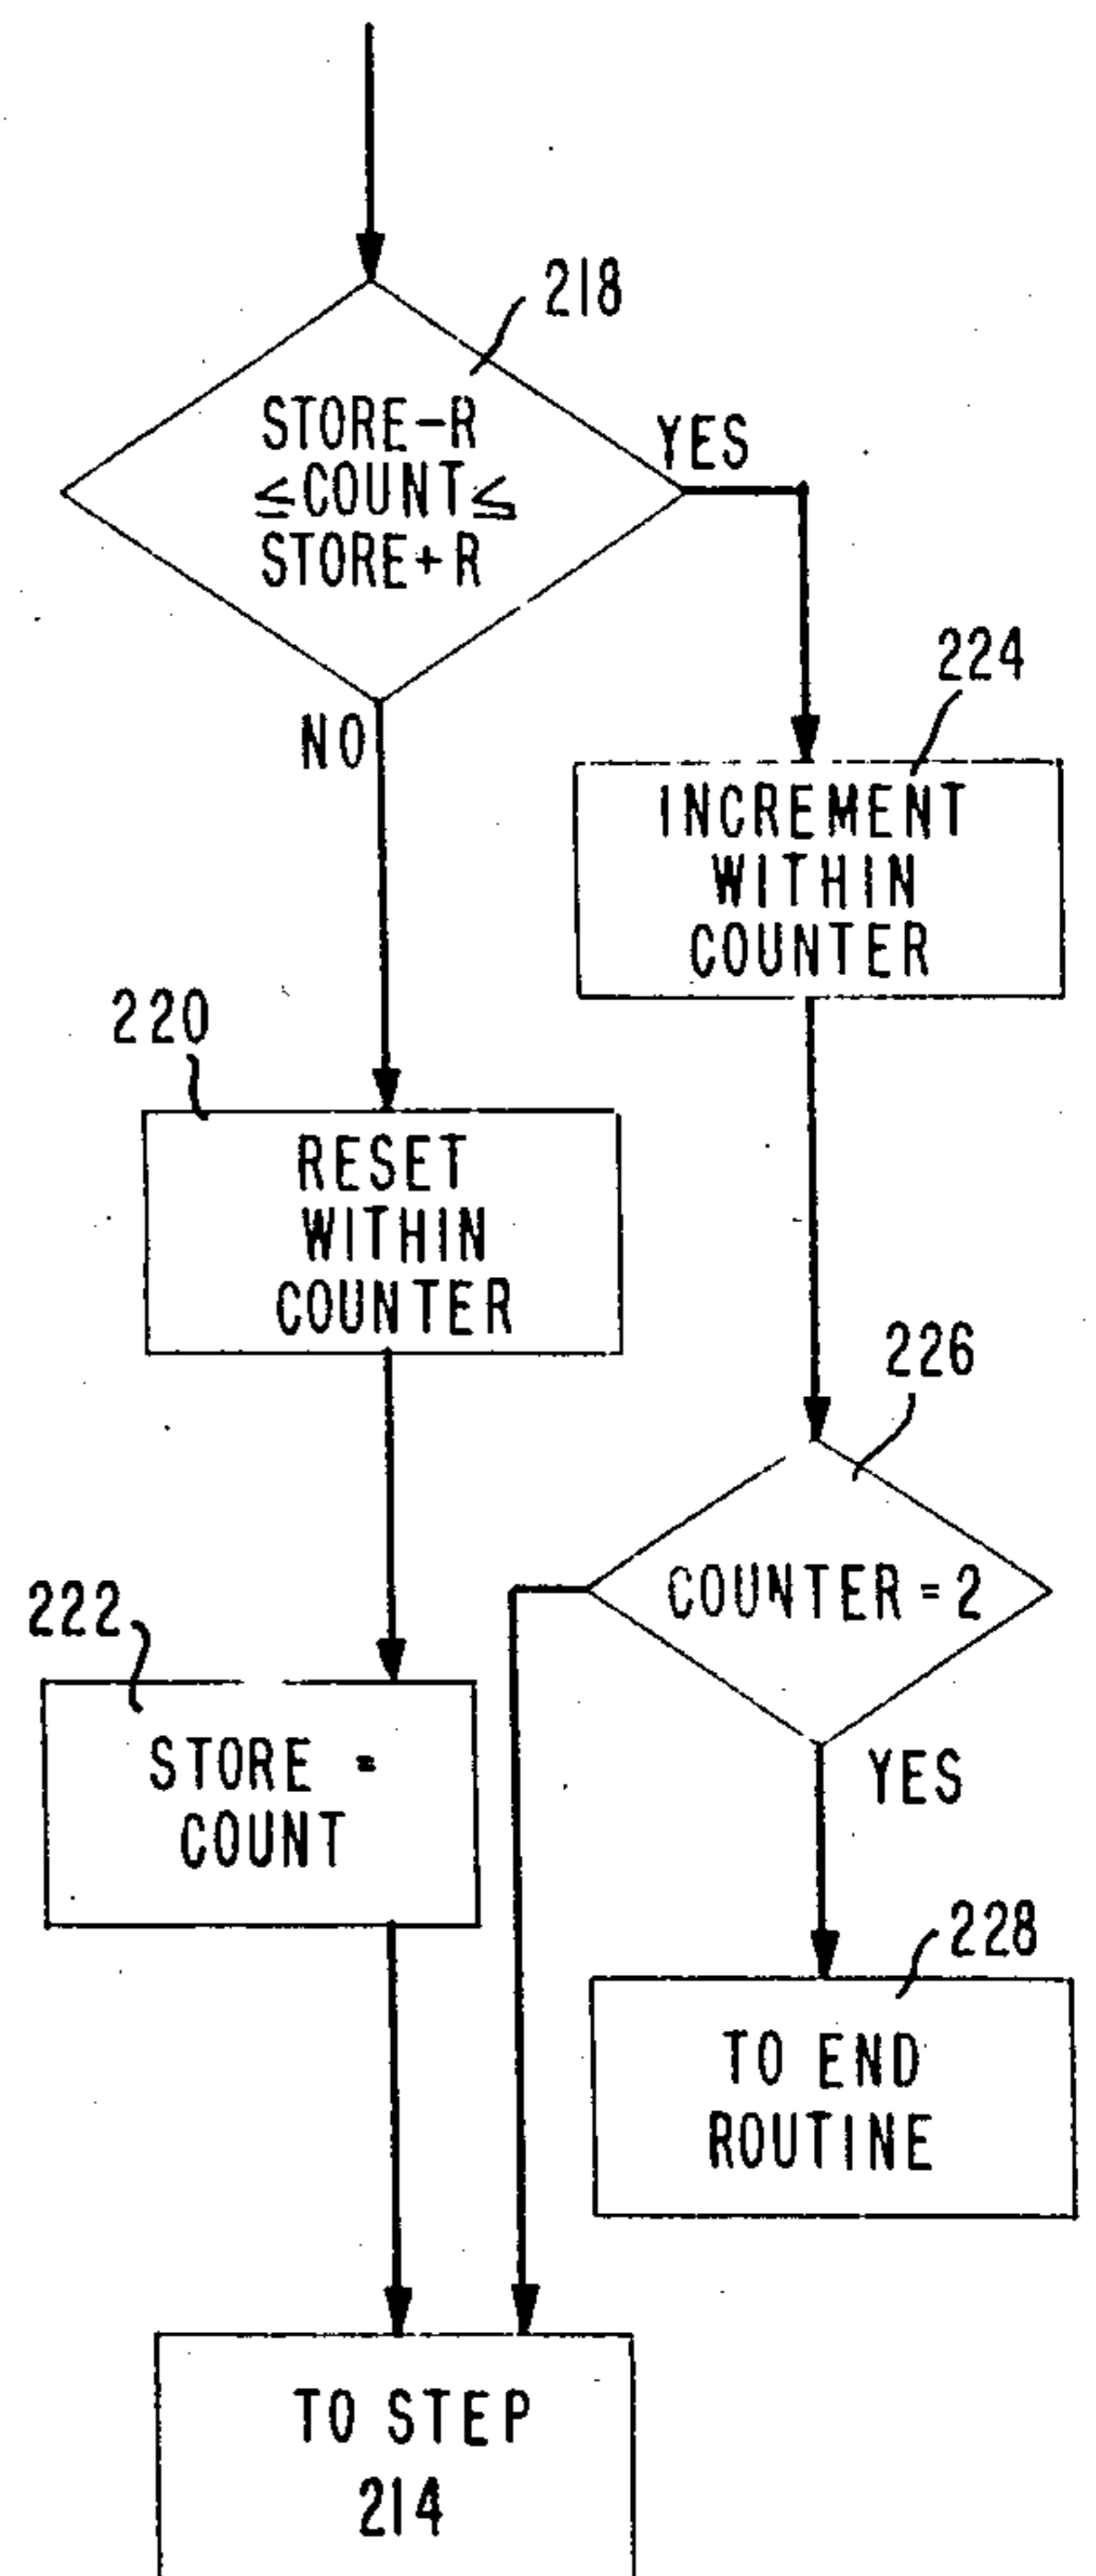 218
STORE-R
≤COUNT≤
STORE+R
YES
NO
224
INCREMENT
WITHIN
COUNTER
220
RESET
WITHIN
COUNTER
226
COUNTER = 2
222
STORE =
COUNT
YES
228
TO END
ROUTINE
TO STEP
214